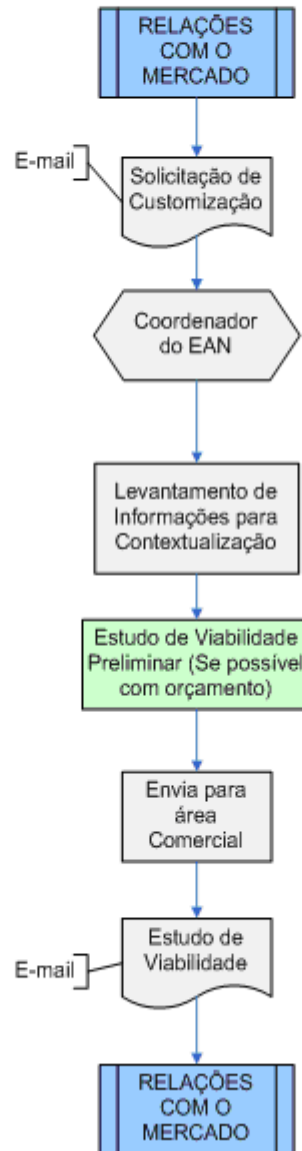 RELAÇÕES
COM O
MERCADO
E-mail
Solicitação de
Customização
Coordenador
do EAN
Levantamento de
Informações para
Contextualização
Estudo de Viabilidade
Preliminar (Se possível
com orçamento)
Envia para
área
Comercial
E-mail
Estudo de
Viabilidade
RELAÇÕES
COM O
MERCADO